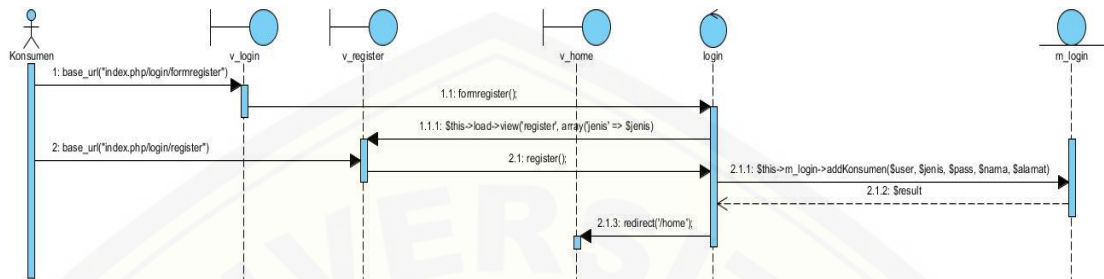 Konsumen
v_login
v_register
v_home
login
m_login
1: base_url("index.php/login/formregister")
1.1: formregister();
1.1.1: $this->load->view('register', array('jenis' => $jenis)
2: base_url("index.php/login/register")
2.1: register();
2.1.1: $this->m_login->addKonsumen($user, $jenis, $pass, $nama, $alamat)
2.1.2: $result
2.1.3: redirect('/home');
VERS